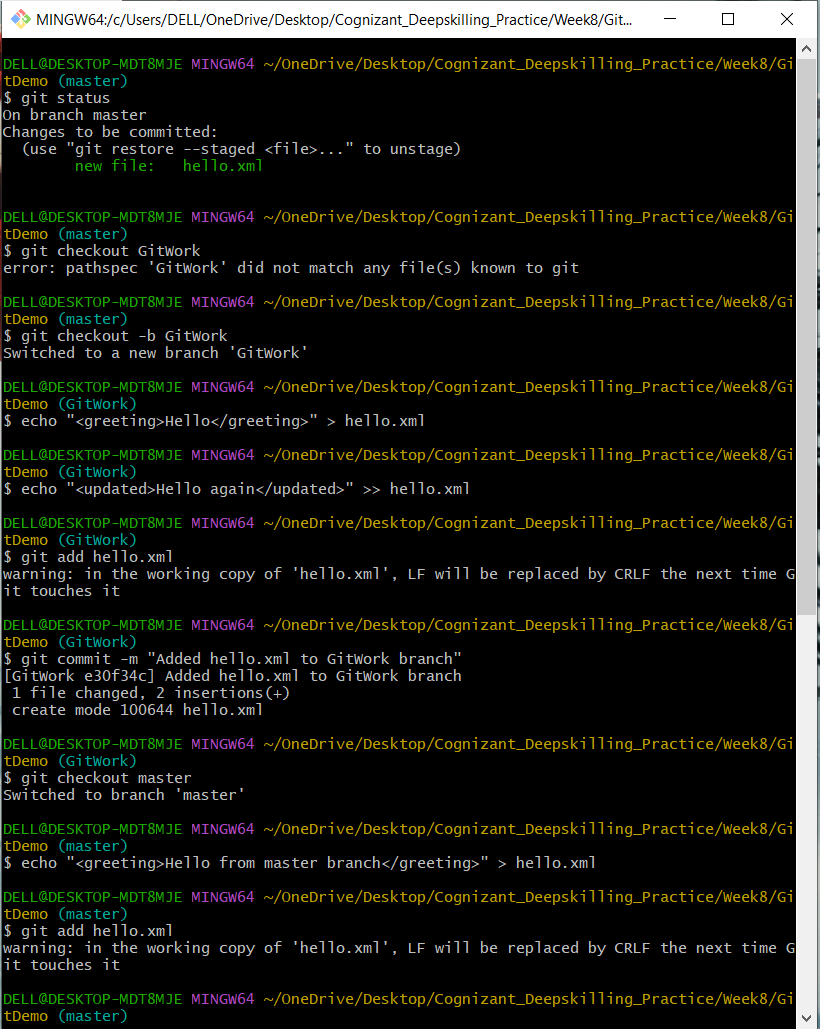 MINGW64:/c/Users/DELL/OneDrive/Desktop/Cognizant_Deepskilling_Practice/Week8/Git...
DELL@DESKTOP-MDT8MJE MINGW64 ~/OneDrive/Desktop/Cognizant_Deepskilling_Practice/Week8/Gi
tDemo (master)
$ git status
On branch master
Changes to be committed:
  (use "git restore --staged <file>..." to unstage)
        new file:   hello.xml
DELL@DESKTOP-MDT8MJE MINGW64 ~/OneDrive/Desktop/Cognizant_Deepskilling_Practice/Week8/Gi
tDemo (master)
$ git checkout GitWork
error: pathspec 'GitWork' did not match any file(s) known to git
DELL@DESKTOP-MDT8MJE MINGW64 ~/OneDrive/Desktop/Cognizant_Deepskilling_Practice/Week8/Gi
tDemo (master)
$ git checkout -b GitWork
Switched to a new branch 'GitWork'
DELL@DESKTOP-MDT8MJE MINGW64 ~/OneDrive/Desktop/Cognizant_Deepskilling_Practice/Week8/Gi
tDemo (GitWork)
$ echo "<greeting>Hello</greeting>" > hello.xml
DELL@DESKTOP-MDT8MJE MINGW64 ~/OneDrive/Desktop/Cognizant_Deepskilling_Practice/Week8/Gi
tDemo (GitWork)
$ echo "<updated>Hello again</updated>" >> hello.xml
DELL@DESKTOP-MDT8MJE MINGW64 ~/OneDrive/Desktop/Cognizant_Deepskilling_Practice/Week8/Gi
tDemo (GitWork)
$ git add hello.xml
warning: in the working copy of 'hello.xml', LF will be replaced by CRLF the next time G
it touches it
DELL@DESKTOP-MDT8MJE MINGW64 ~/OneDrive/Desktop/Cognizant_Deepskilling_Practice/Week8/Gi
tDemo (GitWork)
$ git commit -m "Added hello.xml to GitWork branch"
[GitWork e30f34c] Added hello.xml to GitWork branch
 1 file changed, 2 insertions(+)
 create mode 100644 hello.xml
DELL@DESKTOP-MDT8MJE MINGW64 ~/OneDrive/Desktop/Cognizant_Deepskilling_Practice/Week8/Gi
tDemo (GitWork)
$ git checkout master
Switched to branch 'master'
DELL@DESKTOP-MDT8MJE MINGW64 ~/OneDrive/Desktop/Cognizant_Deepskilling_Practice/Week8/Gi
tDemo (master)
$ echo "<greeting>Hello from master branch</greeting>" > hello.xml
DELL@DESKTOP-MDT8MJE MINGW64 ~/OneDrive/Desktop/Cognizant_Deepskilling_Practice/Week8/Gi
tDemo (master)
$ git add hello.xml
warning: in the working copy of 'hello.xml', LF will be replaced by CRLF the next time G
it touches it
DELL@DESKTOP-MDT8MJE MINGW64 ~/OneDrive/Desktop/Cognizant_Deepskilling_Practice/Week8/Gi
tDemo (master)